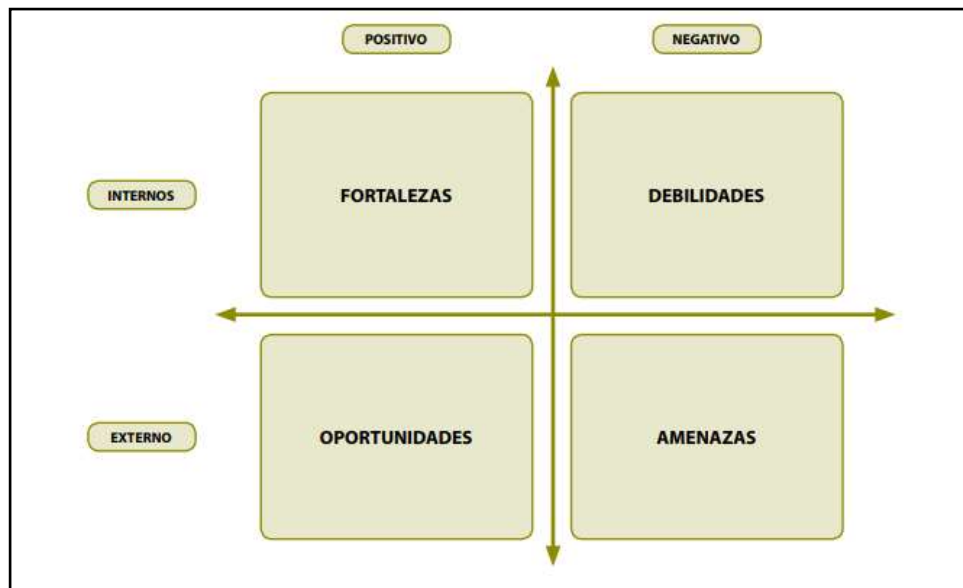 POSITIVO
NEGATIVO
INTERNOS
FORTALEZAS
DEBILIDADES
EXTERNO
OPORTUNIDADES
AMENAZAS